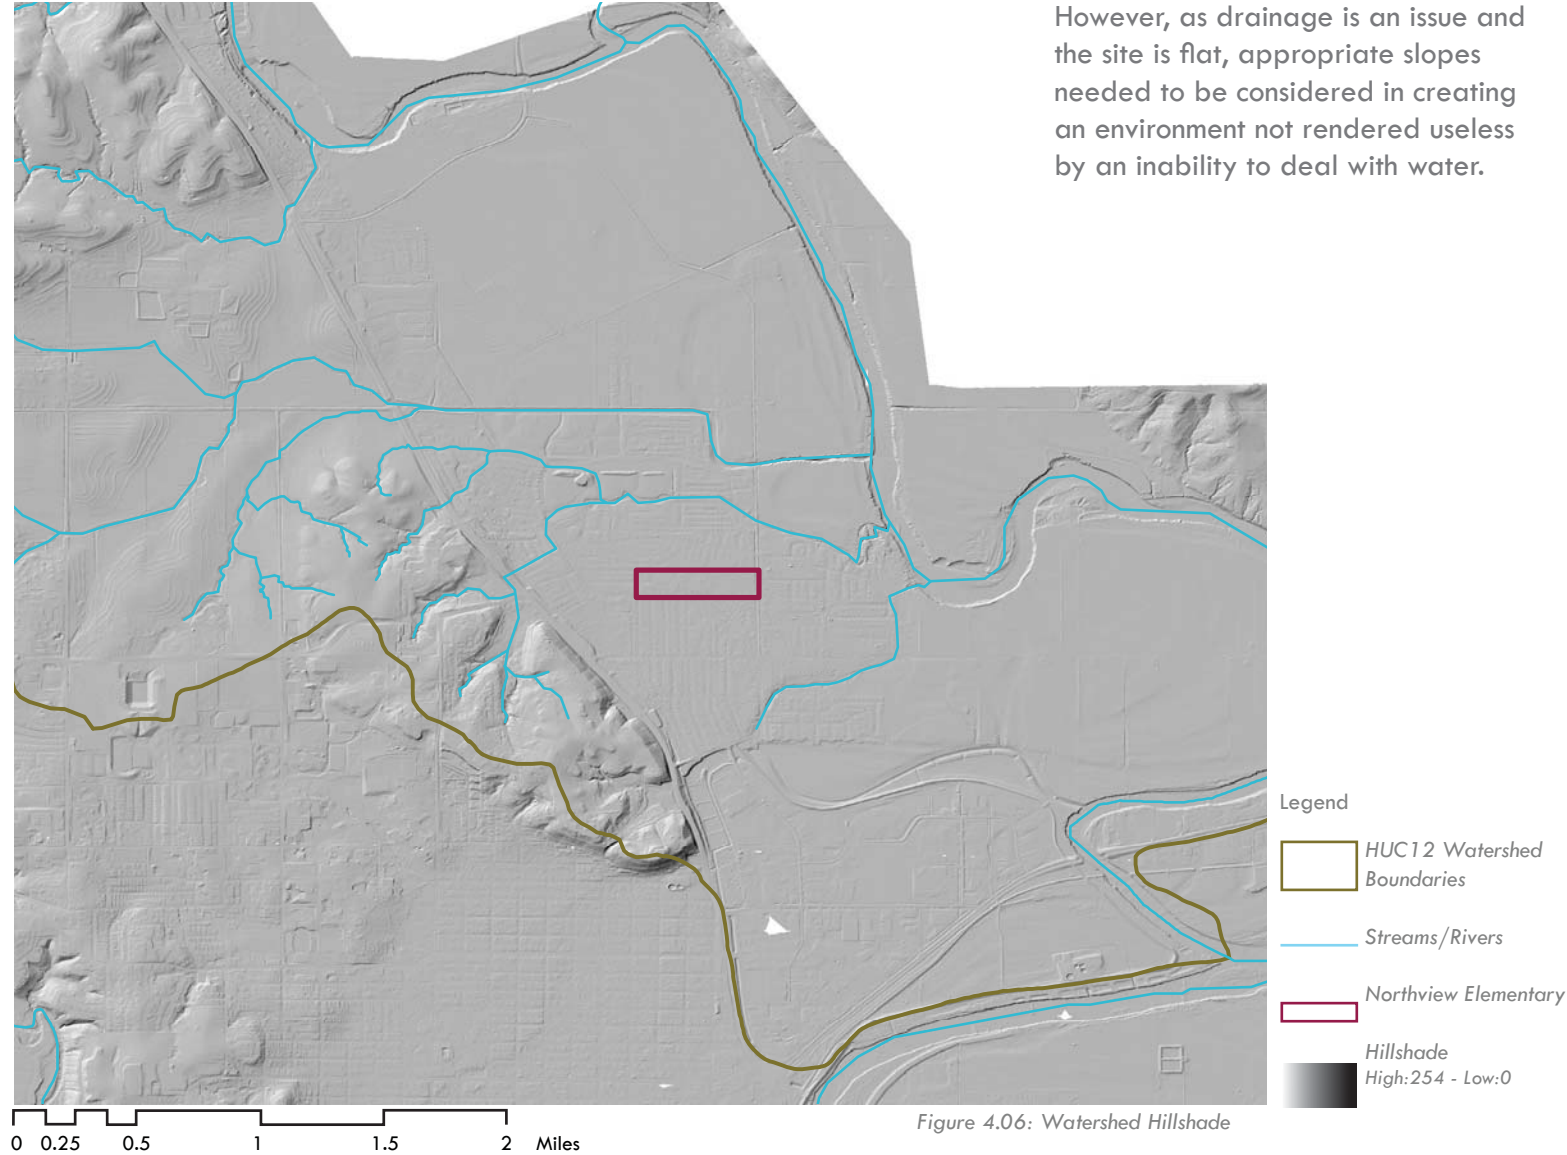 However, as drainage is an issue and
the site is flat, appropriate slopes
needed to be considered in creating
an environment not rendered useless
by an inability to deal with water.
Legend
HUC12 Watershed
Boundaries
Streams/Rivers
Northview Elementary
Hillshade
High:254 - Low:0
Figure 4.06: Watershed Hillshade
0 0.25 0.5 1 1.5 2 Miles